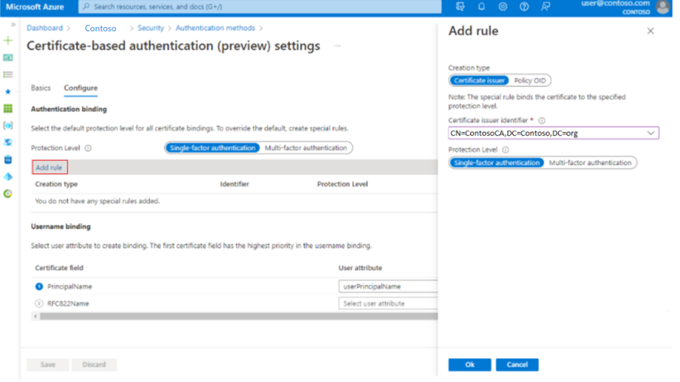 Microsoft Azure
Search resources, services, and docs (G+/)
user@contoso.com
CONTOSO
Dashboard > Contoso > Security > Authentication methods >
Certificate-based authentication (preview) settings ...
Basics Configure
Authentication binding
Select the default protection level for all certificate bindings. To override the default, create special rules.
Protection Level Single-factor authentication Multi-factor authentication
Add rule
Creation type Identifier Protection Level
You do not have any special rules added.
Username binding
Select user attribute to create binding. The first certificate field has the highest priority in the username binding.
Certificate field User attribute
PrincipalName userPrincipalName
RFC822Name Select user attribute
Save Discard
Add rule
Creation type
Certificate issuer Policy OID
Note: The special rule binds the certificate to the specified
protection level.
Certificate issuer identifier *
CN=ContosoCA,DC=Contoso,DC=org
Protection Level
Single-factor authentication Multi-factor authentication
Ok Cancel